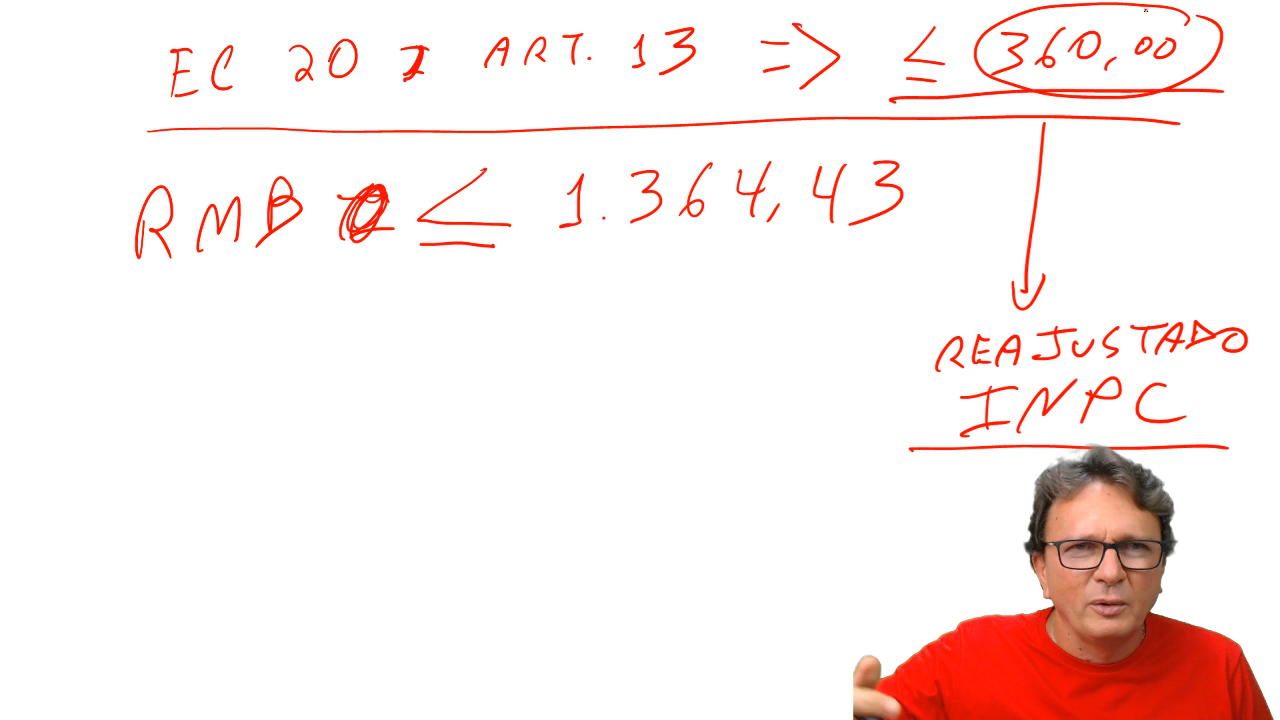 EC 20 ART. 13 => ≤ 360,00
RMB ≤ 1.364,43
REAJUSTADO
INPC